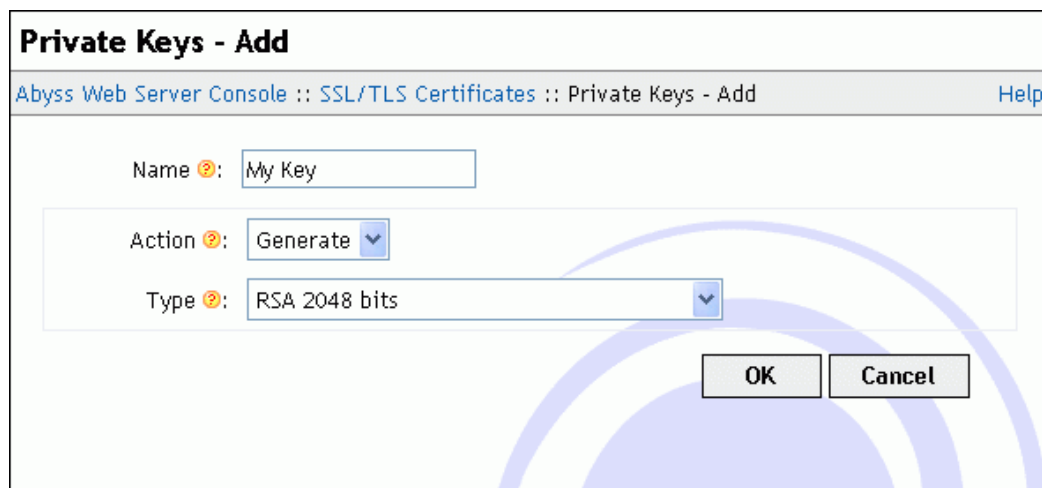 Private Keys - Add
Abyss Web Server Console :: SSL/TLS Certificates :: Private Keys - Add Help
Name ?: My Key
Action ?: Generate
Type ?: RSA 2048 bits
OK Cancel